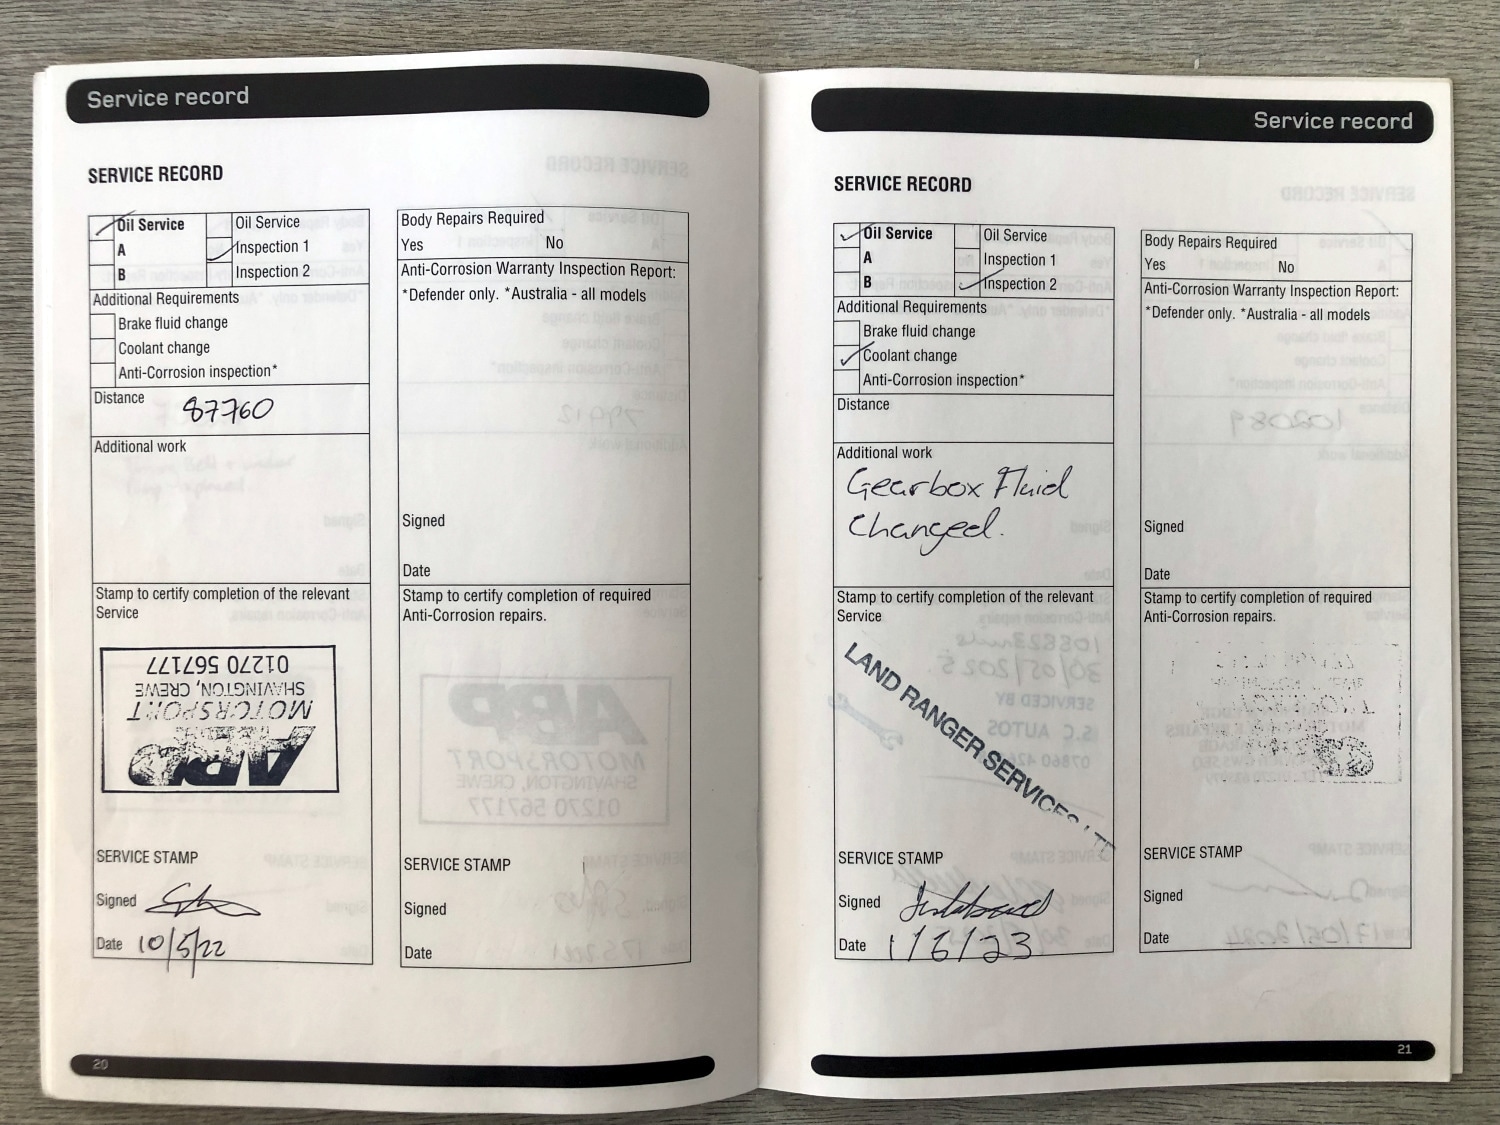 Service record
SERVICE RECORD
Oil Service Oil Service
A Inspection 1
B Inspection 2
Additional Requirements
Brake fluid change
Coolant change
Anti-Corrosion inspection*
Distance 87760
Additional work
Stamp to certify completion of the relevant
Service
ABP
MOTORSPORT
SHAVINGTON, CREWE
01270 567177
SERVICE STAMP
Signed
Date 10/5/22
Body Repairs Required
Yes No
Anti-Corrosion Warranty Inspection Report:
*Defender only. *Australia - all models
Signed
Date
Stamp to certify completion of required
Anti-Corrosion repairs.
SERVICE STAMP
Signed
Date
20
Service record
SERVICE RECORD
Oil Service Oil Service
A Inspection 1
B Inspection 2
Additional Requirements
Brake fluid change
Coolant change
Anti-Corrosion inspection*
Distance
Additional work
Gearbox Fluid
Changed.
Stamp to certify completion of the relevant
Service
LAND RANGER SERVICES LTD
SERVICE STAMP
Signed
Date 1/6/23
Body Repairs Required
Yes No
Anti-Corrosion Warranty Inspection Report:
*Defender only. *Australia - all models
Signed
Date
Stamp to certify completion of required
Anti-Corrosion repairs.
SERVICE STAMP
Signed
Date
21